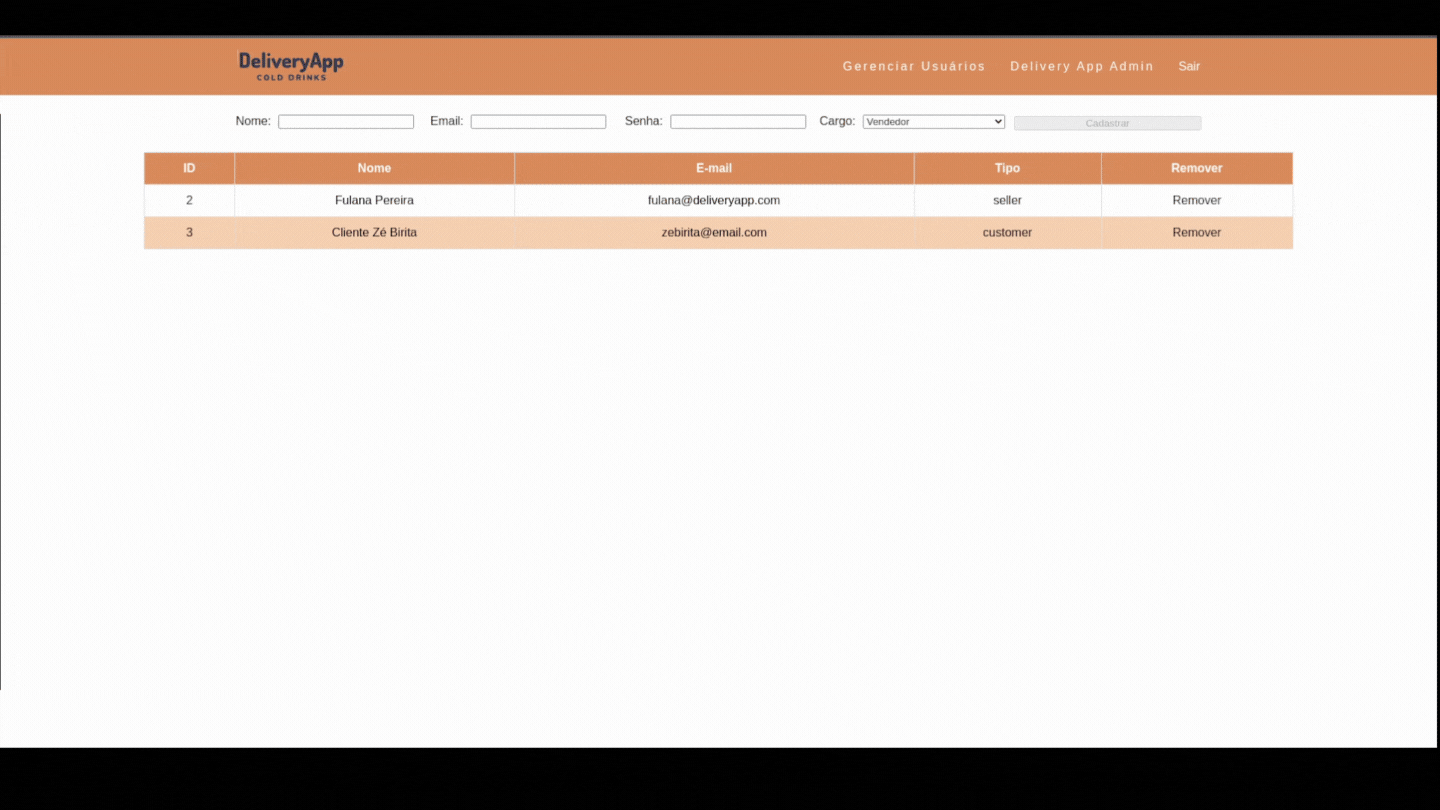 DeliveryApp
COLD DRINKS
Gerenciar Usuários Delivery App Admin Sair
Nome: Email: Senha: Cargo: Vendedor Cadastrar
ID Nome E-mail Tipo Remover
2 Fulana Pereira fulana@deliveryapp.com seller Remover
3 Cliente Zé Birita zebirita@email.com customer Remover